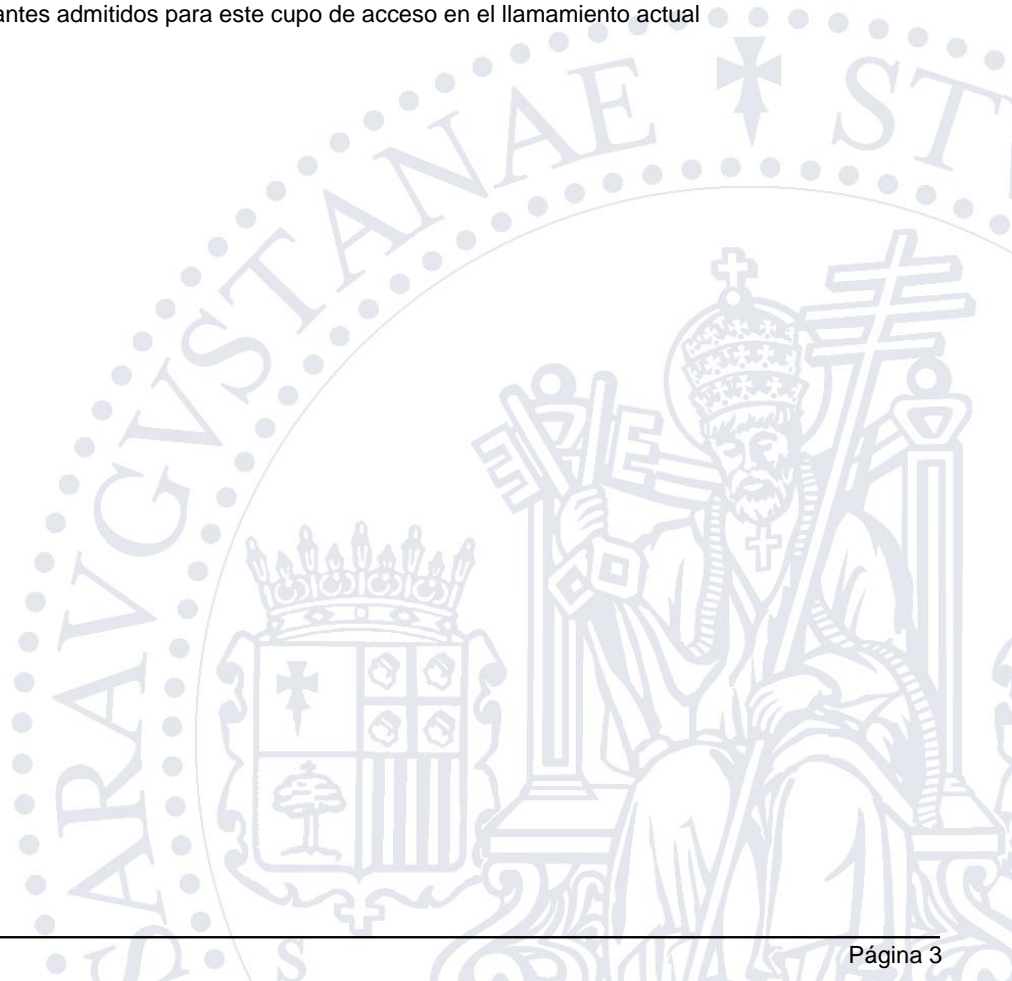 antes admitidos para este cupo de acceso en el llamamiento actual
ARAVGVSTANAE ST
S
Página 3